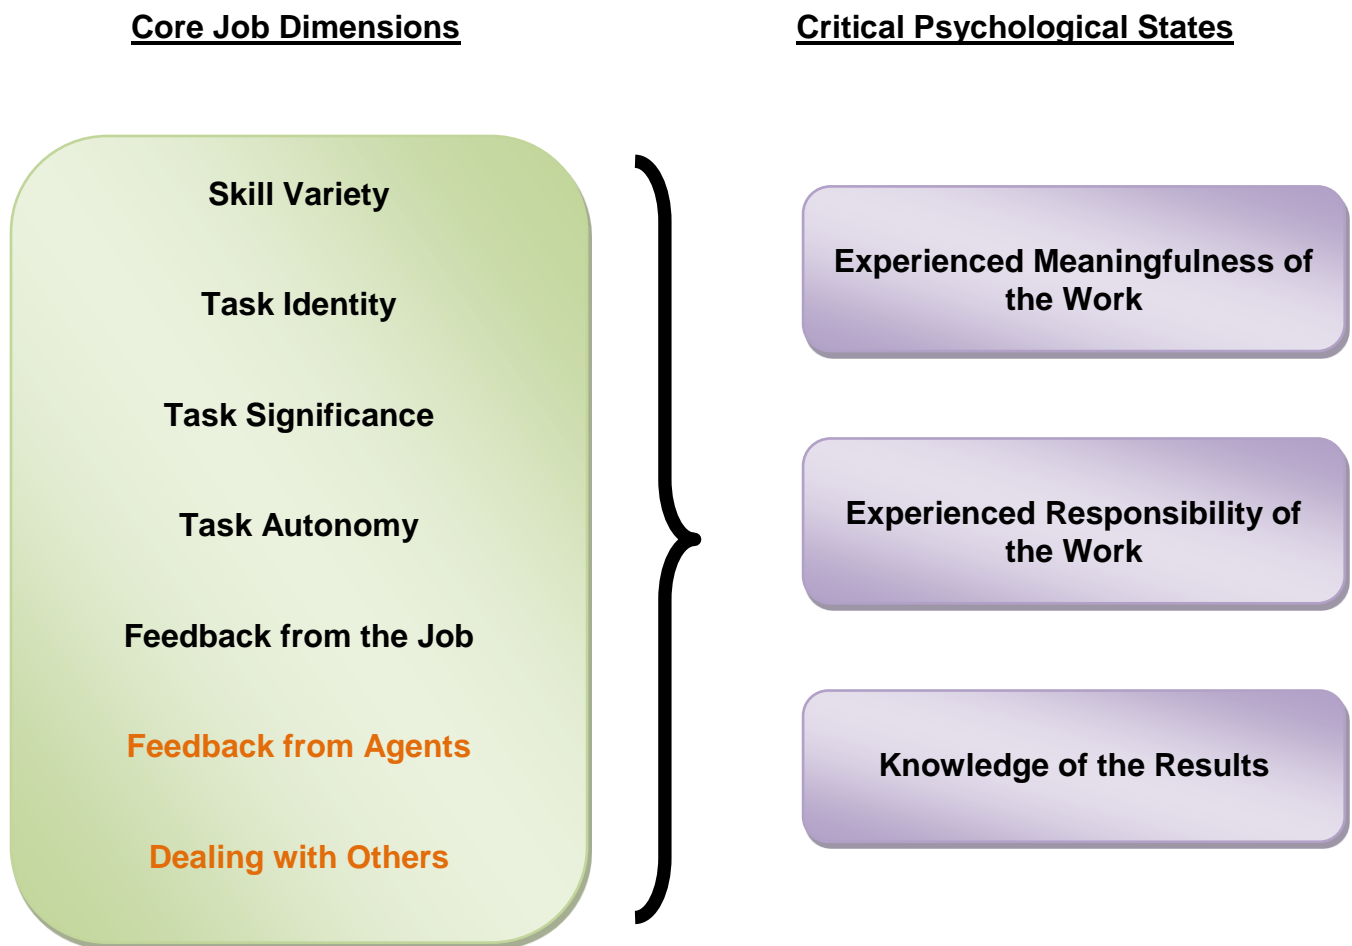 Core Job Dimensions
Critical Psychological States
Skill Variety
Task Identity
Task Significance
Task Autonomy
Feedback from the Job
Feedback from Agents
Dealing with Others
Experienced Meaningfulness of
the Work
Experienced Responsibility of
the Work
Knowledge of the Results